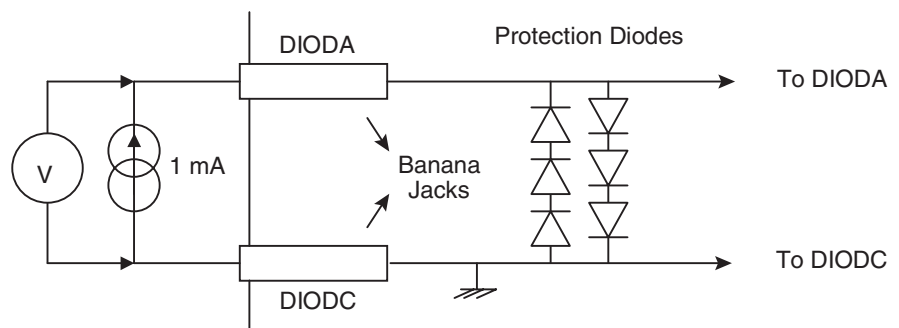 DIODA
Protection Diodes
To DIODA
V
1 mA
Banana
Jacks
To DIODC
DIODC